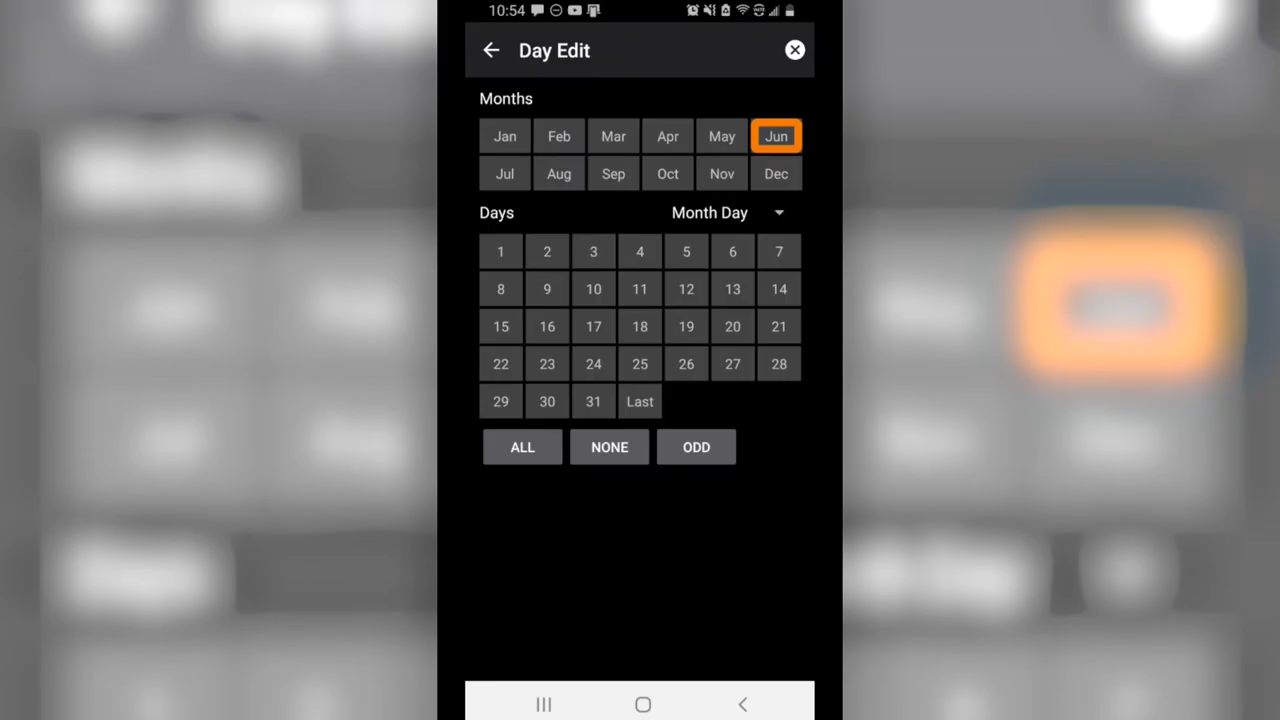 10:54
Day Edit
Months
Jan Feb Mar Apr May Jun
Jul Aug Sep Oct Nov Dec
Days Month Day
1 2 3 4 5 6 7
8 9 10 11 12 13 14
15 16 17 18 19 20 21
22 23 24 25 26 27 28
29 30 31 Last
ALL NONE ODD